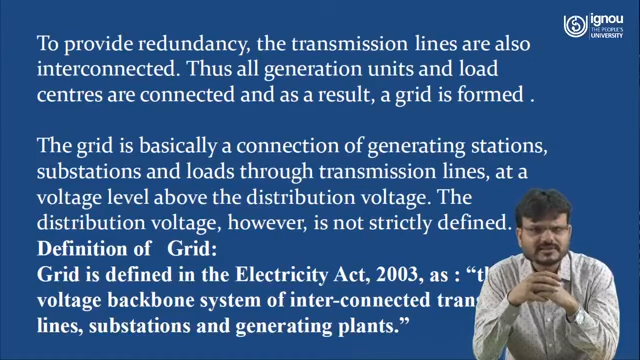 ignou
THE PEOPLE'S
UNIVERSITY
To provide redundancy, the transmission lines are also
interconnected. Thus all generation units and load
centres are connected and as a result, a grid is formed .
The grid is basically a connection of generating stations,
substations and loads through transmission lines, at a
voltage level above the distribution voltage. The
distribution voltage, however, is not strictly defined.
Definition of Grid:
Grid is defined in the Electricity Act, 2003, as : “
voltage backbone system of inter-connected
lines, substations and generating plants.”